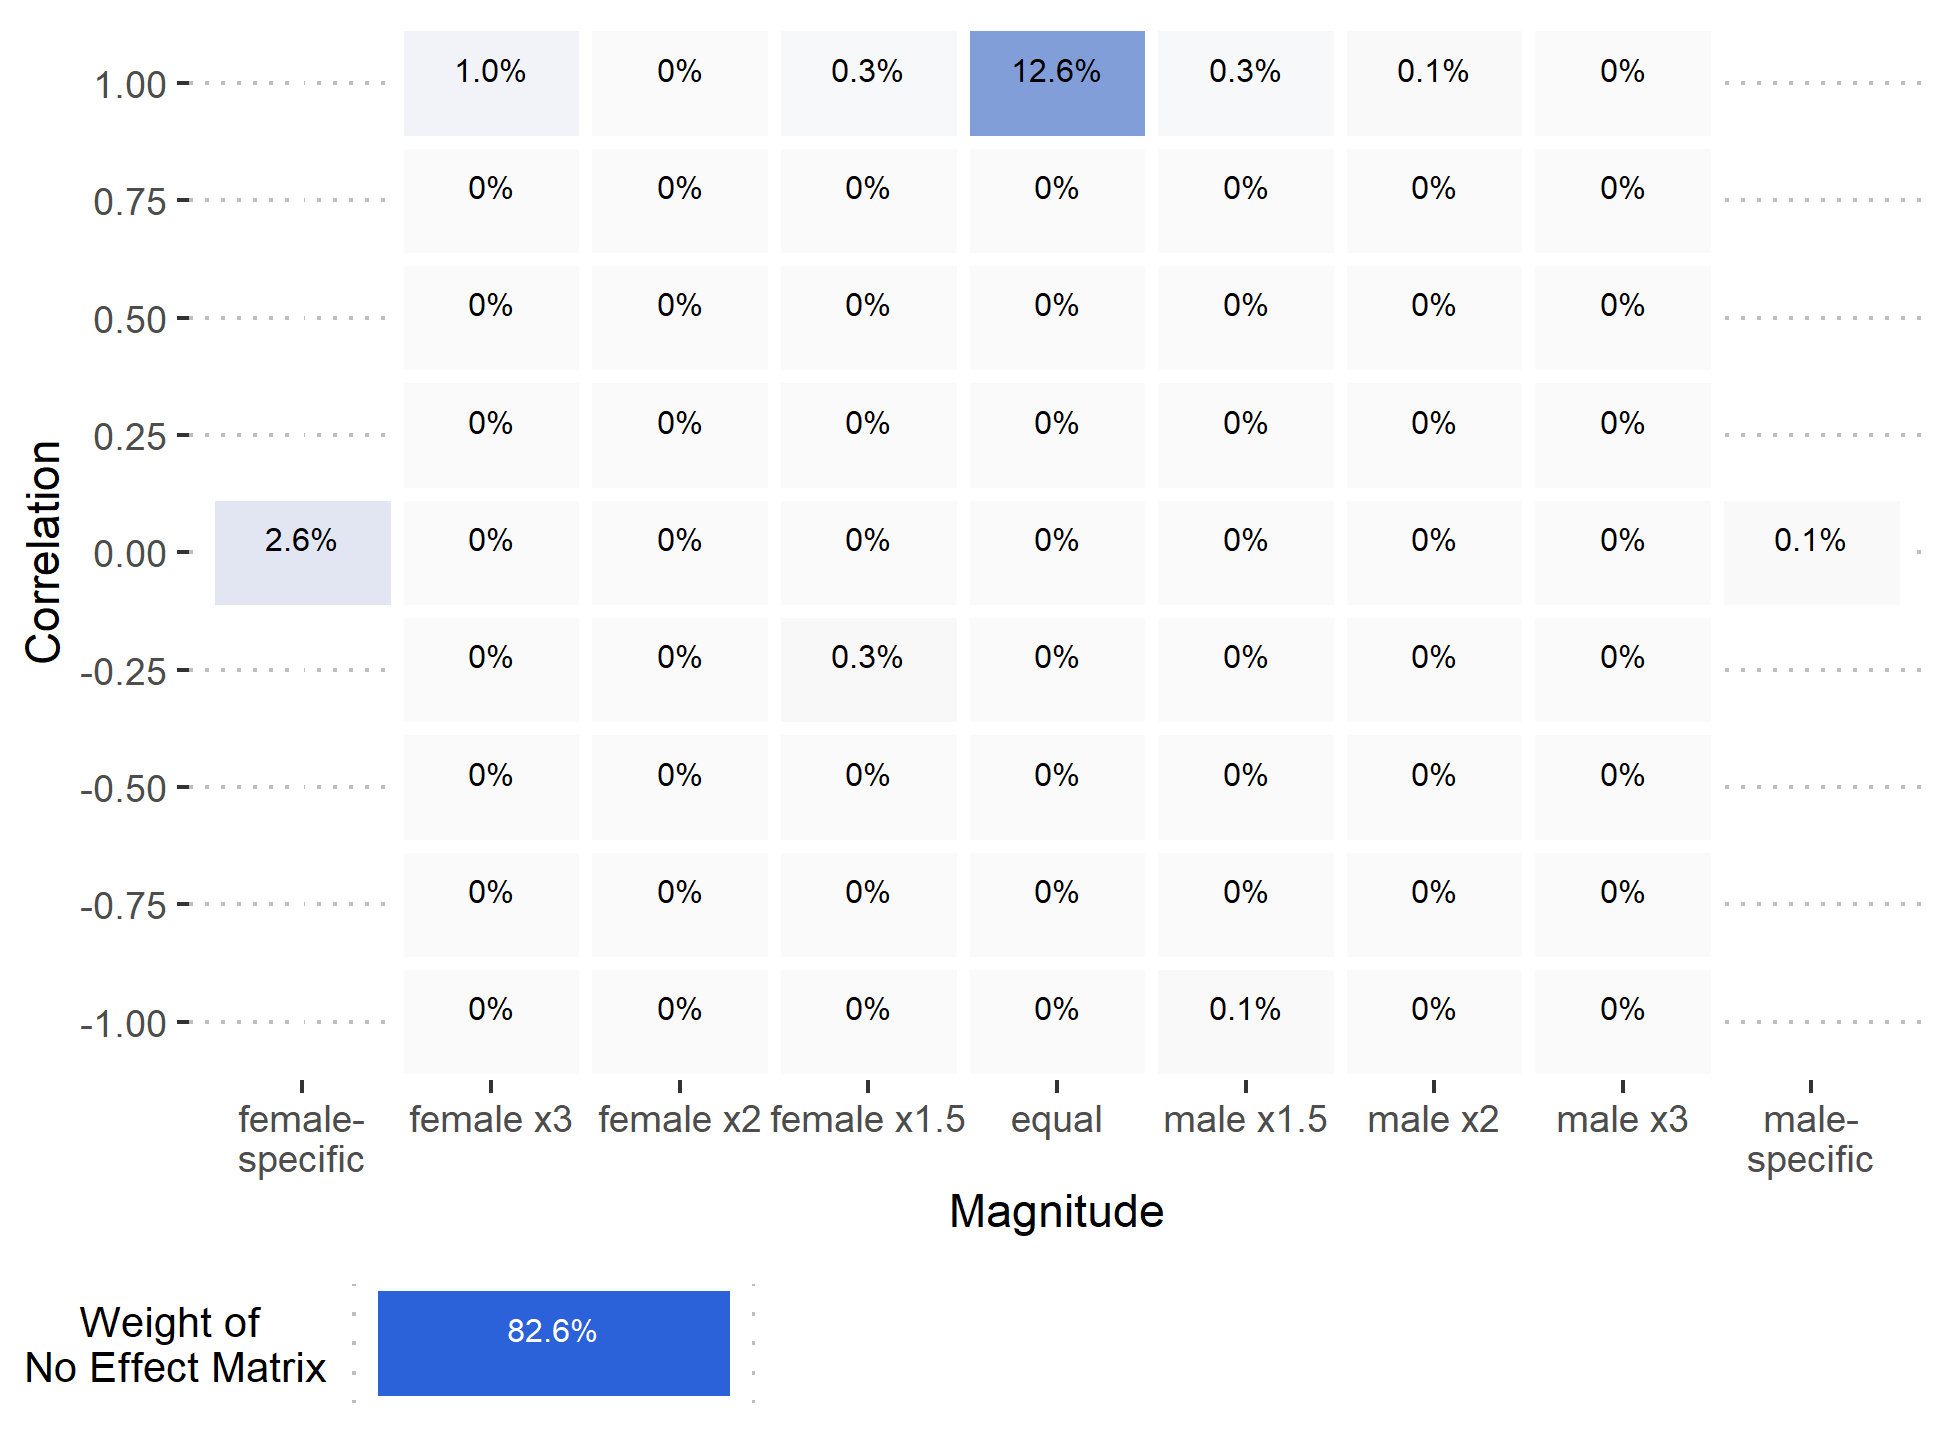 1.00 1.0% 0% 0.3% 12.6% 0.3% 0.1% 0%
0.75 0% 0% 0% 0% 0% 0% 0%
0.50 0% 0% 0% 0% 0% 0% 0%
0.25 0% 0% 0% 0% 0% 0% 0%
0.00 2.6% 0% 0% 0% 0% 0% 0% 0% 0.1%
-0.25 0% 0% 0.3% 0% 0% 0% 0%
-0.50 0% 0% 0% 0% 0% 0% 0%
-0.75 0% 0% 0% 0% 0% 0% 0%
-1.00 0% 0% 0% 0% 0.1% 0% 0%
Correlation
female- female x3 female x2 female x1.5 equal male x1.5 male x2 male x3 male-
specific specific
Magnitude
Weight of
No Effect Matrix
82.6%